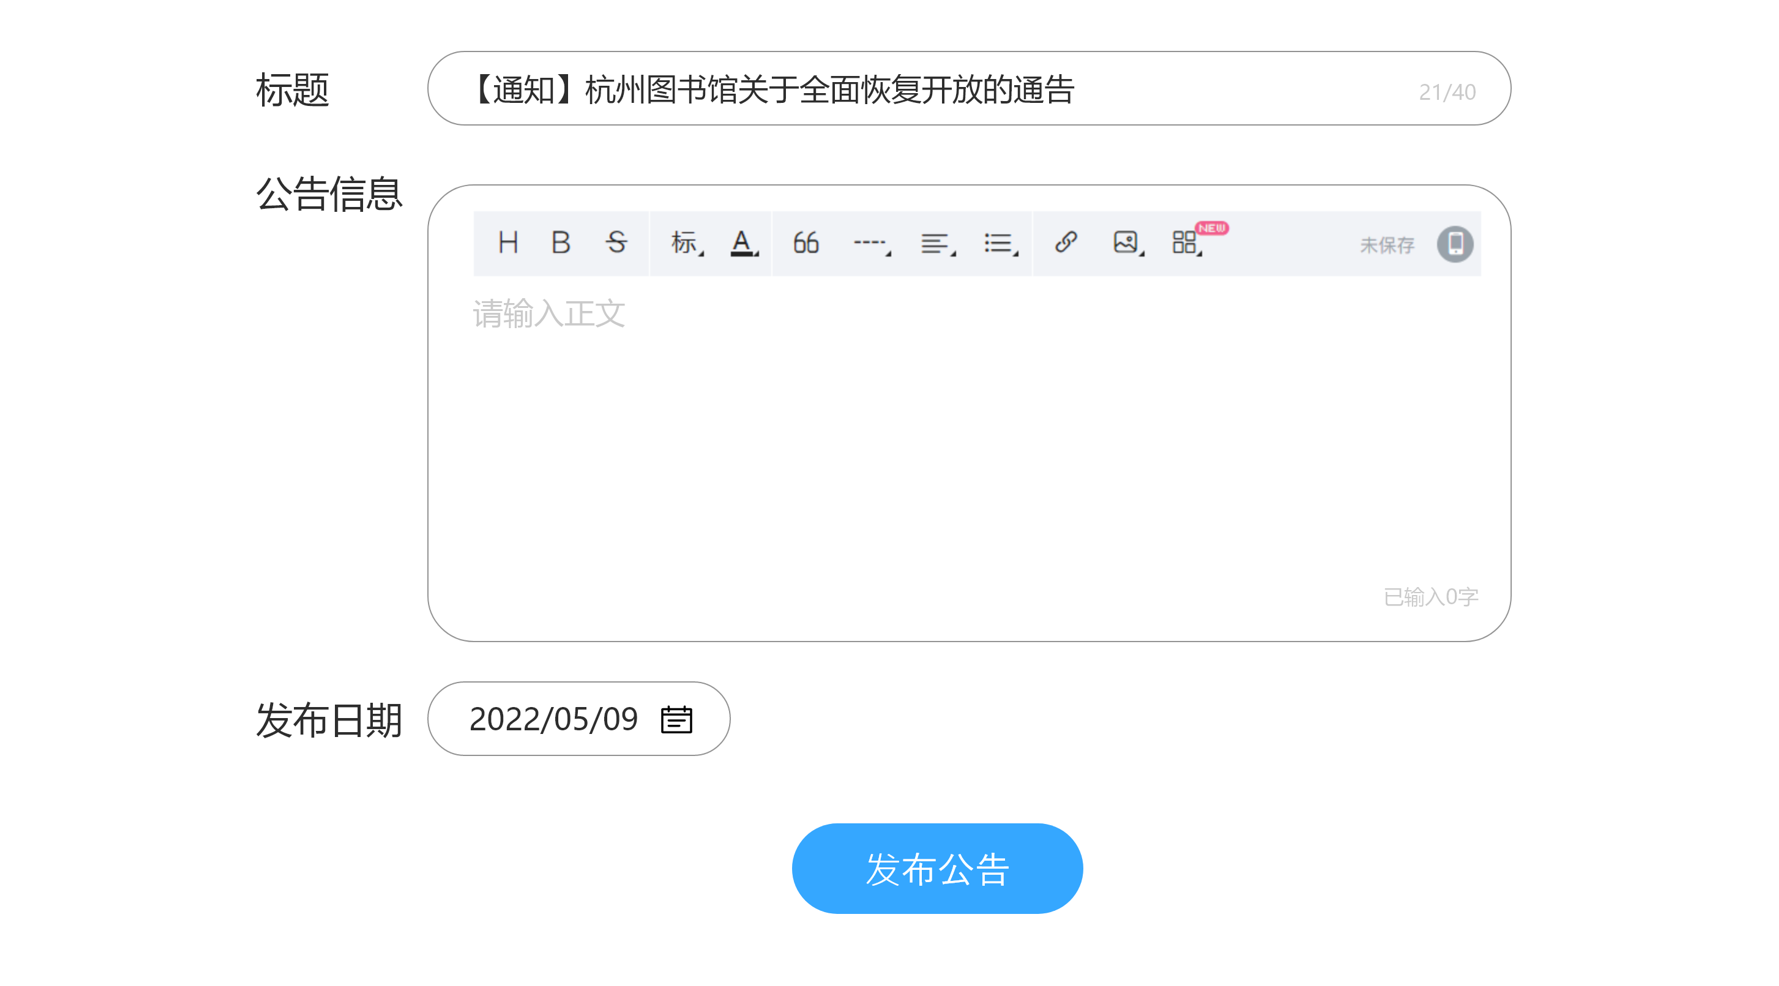 标题
【通知】杭州图书馆关于全面恢复开放的通告
21/40
公告信息
H B S 标 A 66 ---- NEW 未保存
请输入正文
已输入0字
发布日期
2022/05/09
发布公告